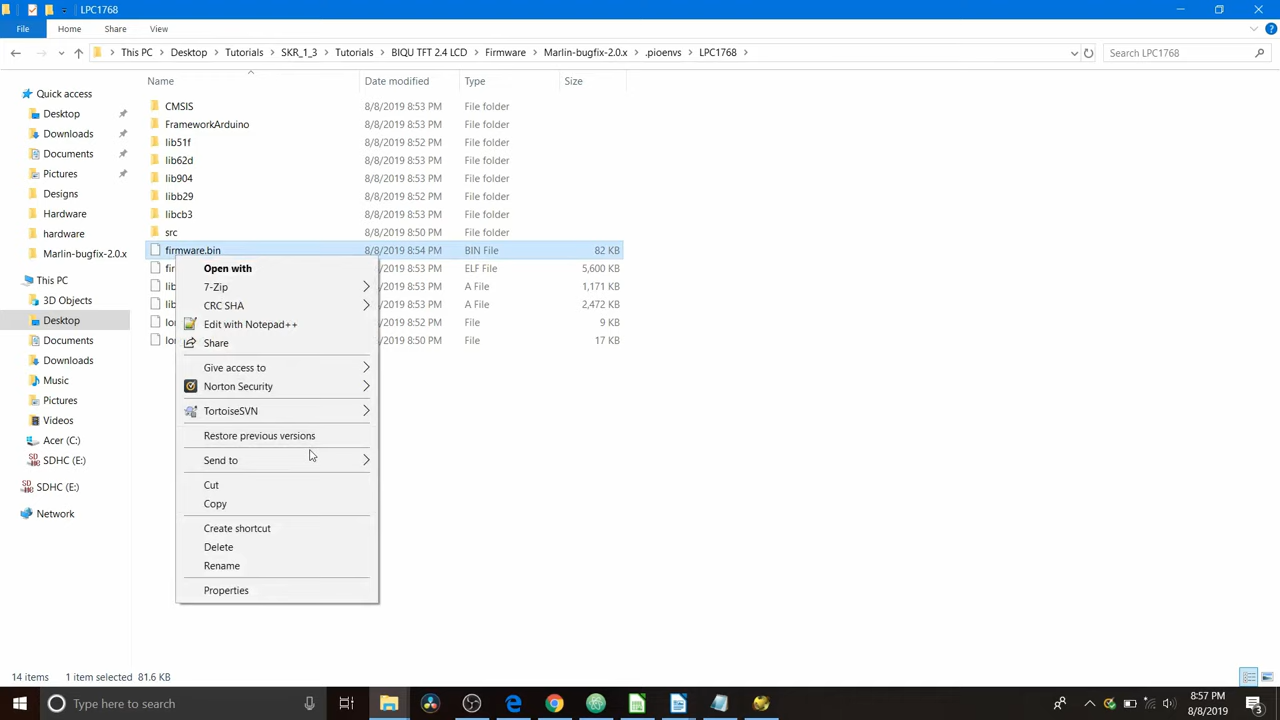 LPC1768
File Home Share View
This PC Desktop Tutorials SKR_1_3 Tutorials BIQU TFT 2.4 LCD Firmware Marlin-bugfix-2.0.x .pioenvs LPC1768
Search LPC1768
Name Date modified Type Size
Quick access
Desktop
Downloads
Documents
Pictures
Designs
Hardware
hardware
Marlin-bugfix-2.0.x
This PC
3D Objects
Desktop
Documents
Downloads
Music
Pictures
Videos
Acer (C:)
SDHC (E:)
SDHC (E:)
Network
CMSIS 8/8/2019 8:53 PM File folder
FrameworkArduino 8/8/2019 8:53 PM File folder
lib51f 8/8/2019 8:52 PM File folder
lib62d 8/8/2019 8:53 PM File folder
lib904 8/8/2019 8:53 PM File folder
libb29 8/8/2019 8:52 PM File folder
libcb3 8/8/2019 8:53 PM File folder
src 8/8/2019 8:50 PM File folder
firmware.bin 8/8/2019 8:54 PM BIN File 82 KB
/8/2019 8:53 PM ELF File 5,600 KB
/8/2019 8:53 PM A File 1,171 KB
/8/2019 8:53 PM A File 2,472 KB
/8/2019 8:52 PM File 9 KB
/8/2019 8:50 PM File 17 KB
Open with
7-Zip
CRC SHA
Edit with Notepad++
Share
Give access to
Norton Security
TortoiseSVN
Restore previous versions
Send to
Cut
Copy
Create shortcut
Delete
Rename
Properties
14 items 1 item selected 81.6 KB
Type here to search
8:57 PM
8/8/2019
3